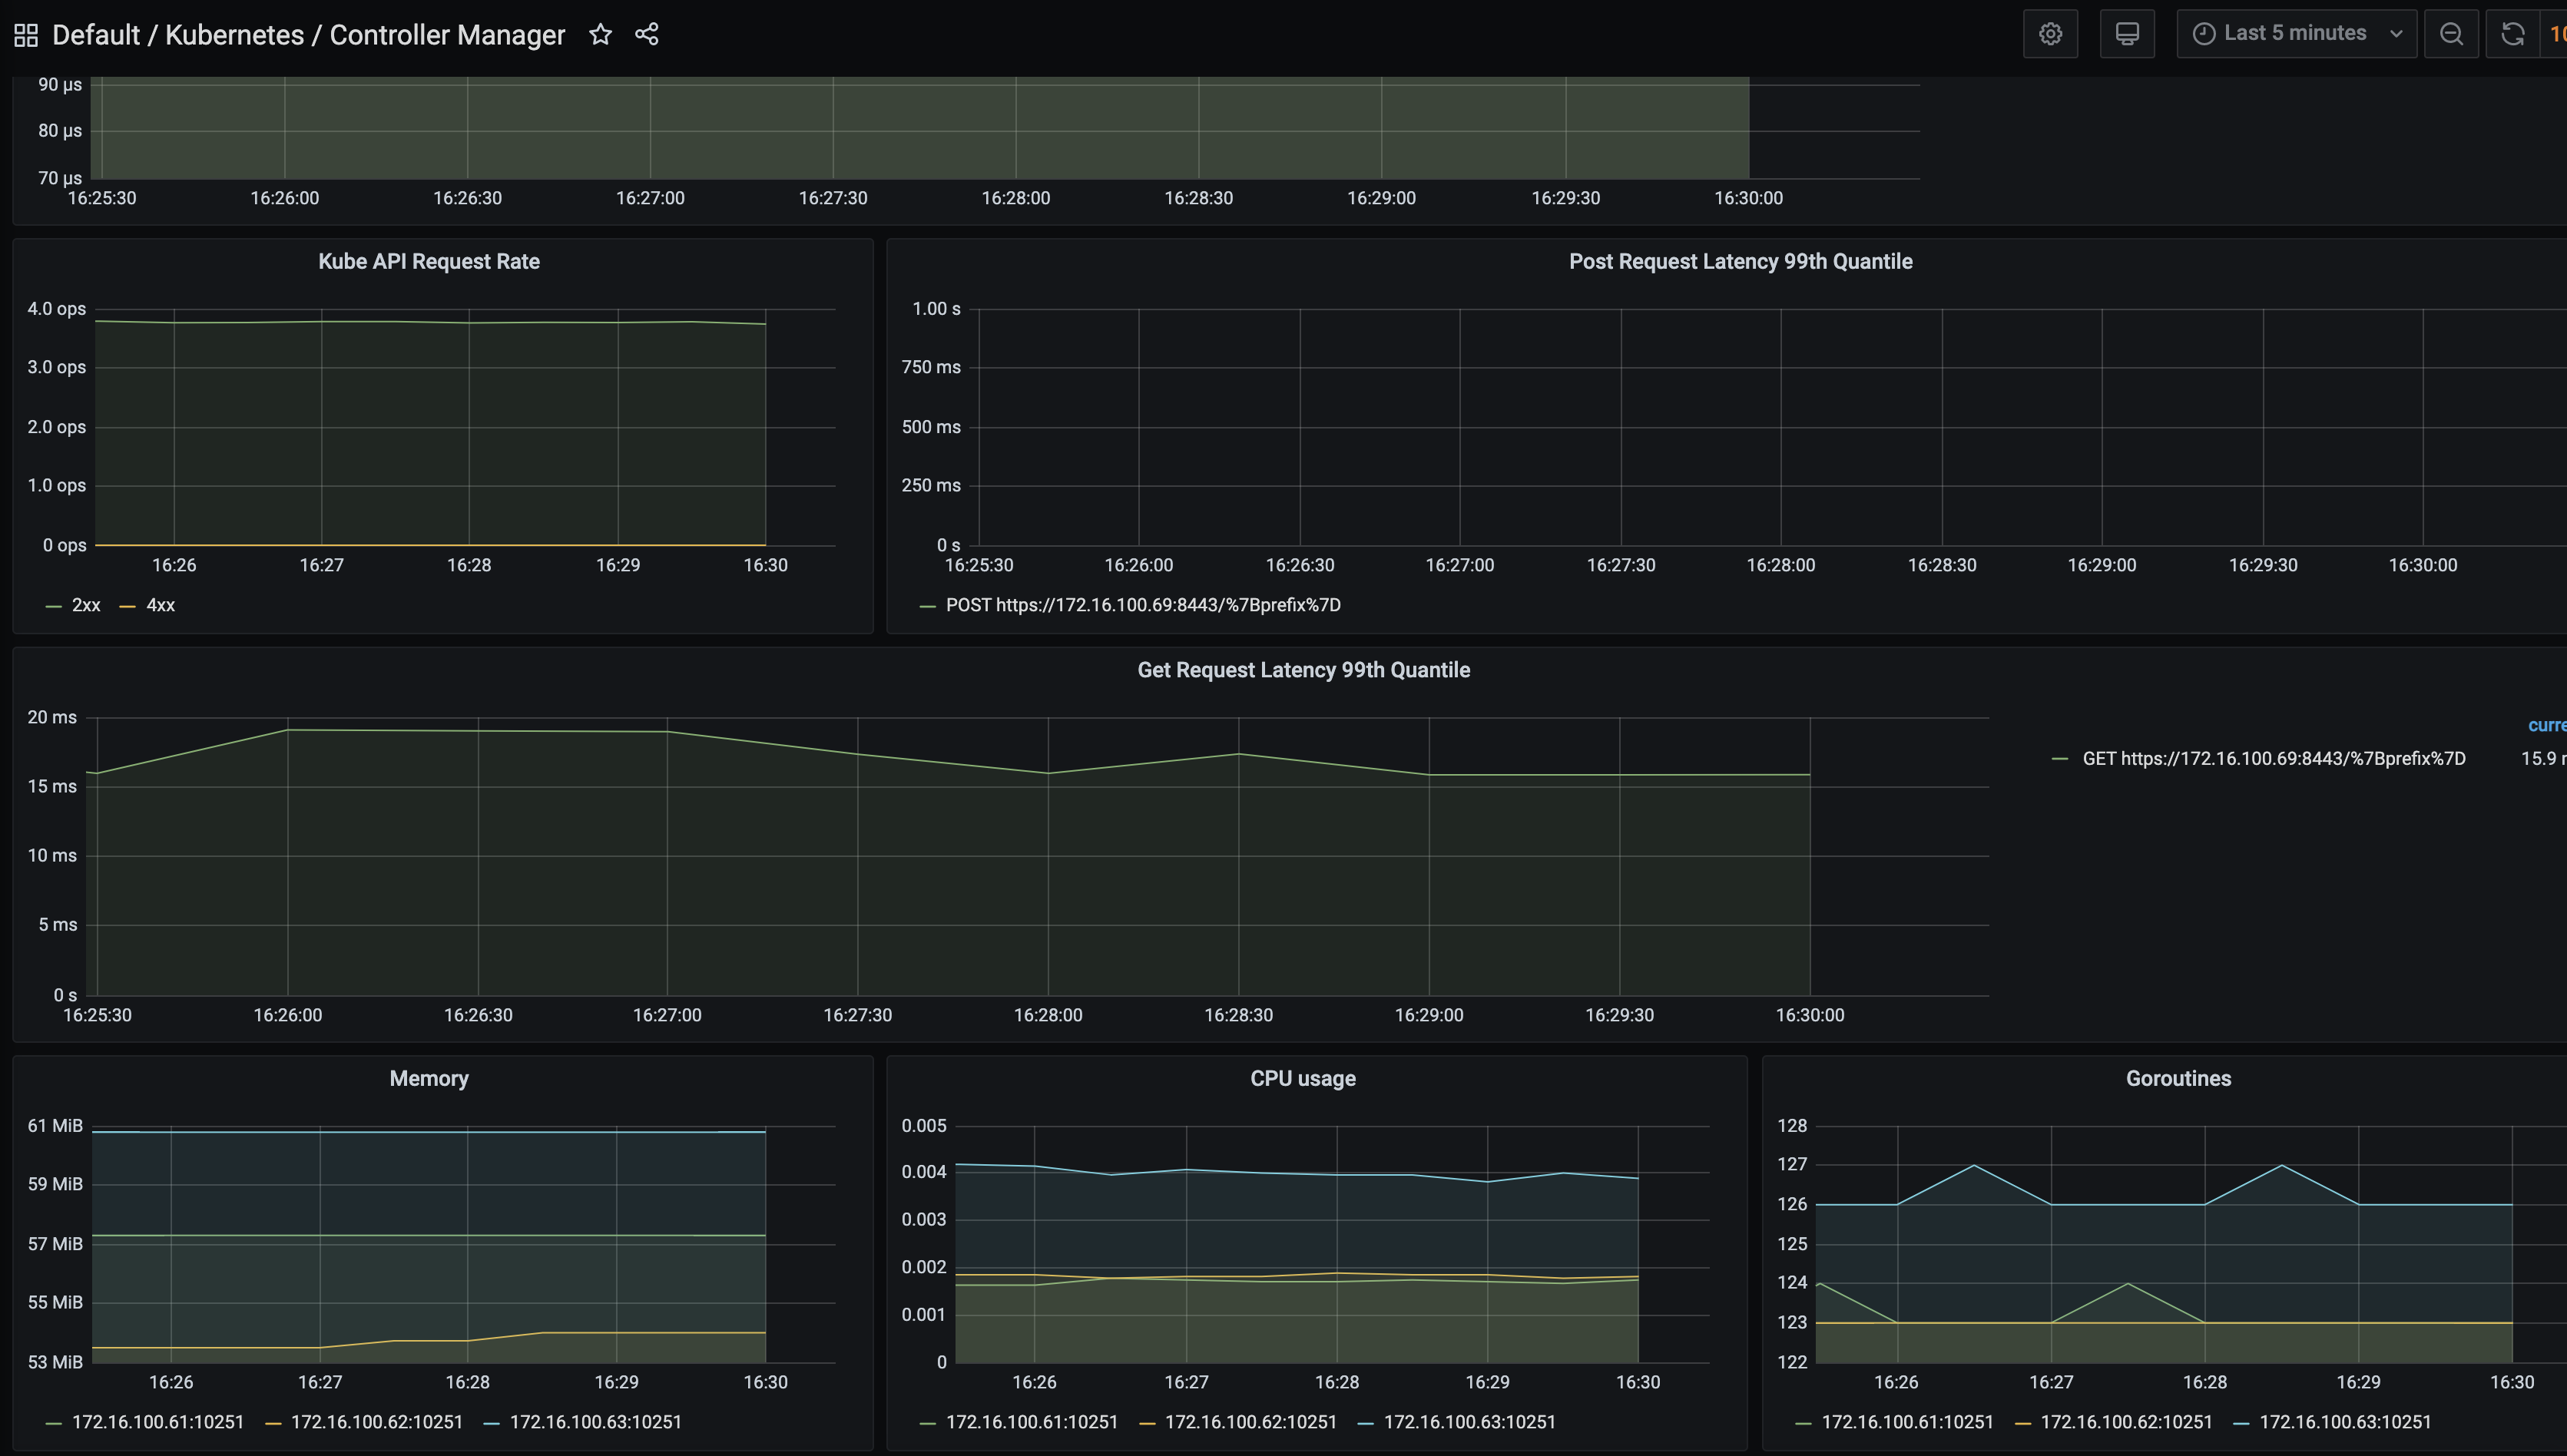 Default / Kubernetes / Controller Manager
Last 5 minutes
90 µs
80 µs
70 µs
16:25:30 16:26:00 16:26:30 16:27:00 16:27:30 16:28:00 16:28:30 16:29:00 16:29:30 16:30:00
Kube API Request Rate
4.0 ops
3.0 ops
2.0 ops
1.0 ops
0 ops
16:26 16:27 16:28 16:29 16:30
2xx 4xx
Post Request Latency 99th Quantile
1.00 s
750 ms
500 ms
250 ms
0 s
16:25:30 16:26:00 16:26:30 16:27:00 16:27:30 16:28:00 16:28:30 16:29:00 16:29:30 16:30:00
POST https://172.16.100.69:8443/%7Bprefix%7D
Get Request Latency 99th Quantile
20 ms
15 ms
10 ms
5 ms
0 s
16:25:30 16:26:00 16:26:30 16:27:00 16:27:30 16:28:00 16:28:30 16:29:00 16:29:30 16:30:00
curre
GET https://172.16.100.69:8443/%7Bprefix%7D 15.9
Memory
61 MiB
59 MiB
57 MiB
55 MiB
53 MiB
16:26 16:27 16:28 16:29 16:30
172.16.100.61:10251 172.16.100.62:10251 172.16.100.63:10251
CPU usage
0.005
0.004
0.003
0.002
0.001
0
16:26 16:27 16:28 16:29 16:30
172.16.100.61:10251 172.16.100.62:10251 172.16.100.63:10251
Goroutines
128
127
126
125
124
123
122
16:26 16:27 16:28 16:29 16:30
172.16.100.61:10251 172.16.100.62:10251 172.16.100.63:10251